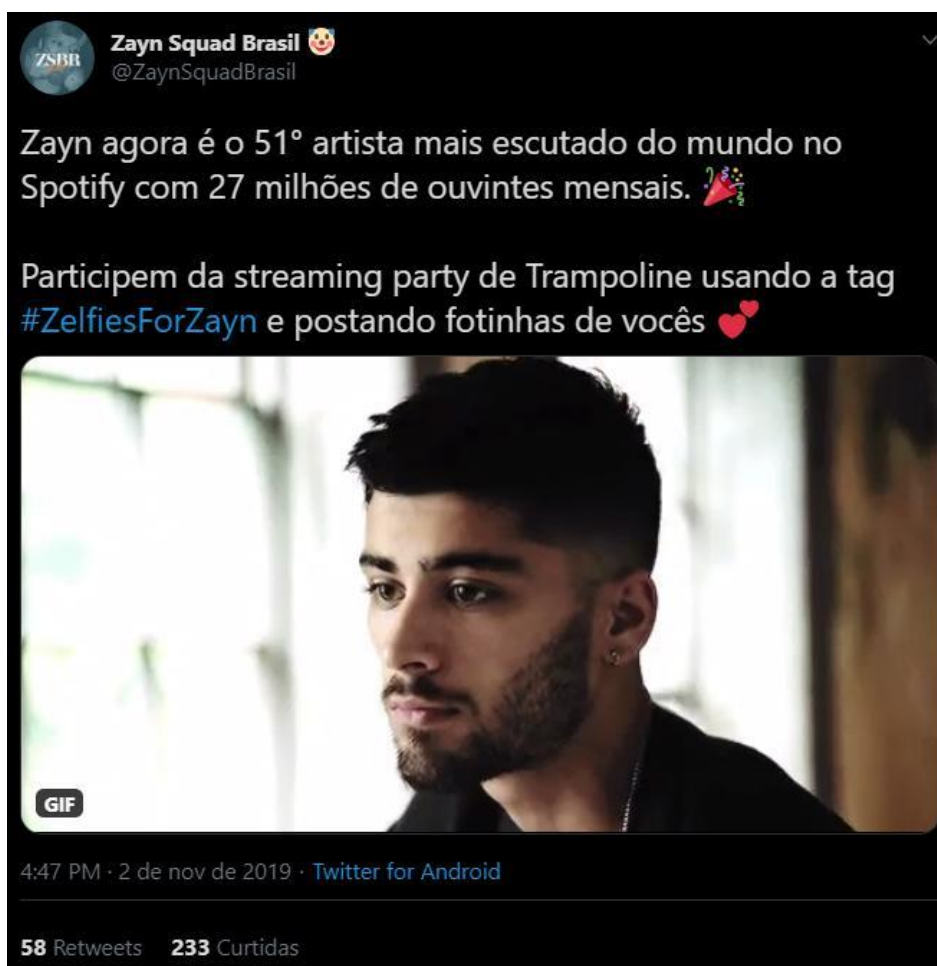 ZSBR
Zayn Squad Brasil 🤡
@ZaynSquadBrasil
Zayn agora é o 51º artista mais escutado do mundo no
Spotify com 27 milhões de ouvintes mensais. 🎉
Participem da streaming party de Trampoline usando a tag
#ZelfiesForZayn e postando fotinhas de vocês 💕
GIF
4:47 PM · 2 de nov de 2019 · Twitter for Android
58 Retweets 233 Curtidas